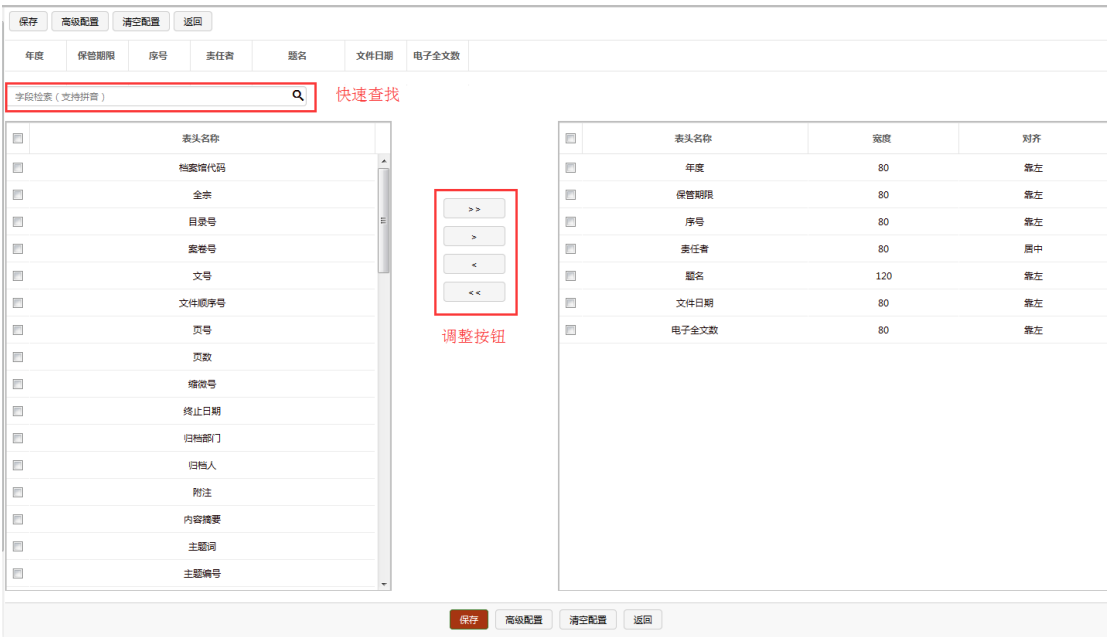 保存 高级配置 清空配置 返回
年度 保管期限 序号 责任者 题名 文件日期 电子全文数
字段检索(支持拼音) 快速查找
表头名称 表头名称 宽度 对齐
档案馆代码 年度 80 靠左
全宗 保管期限 80 靠左
>>
目录号 序号 80 靠左
>
案卷号 责任者 80 居中
<
文号 题名 120 靠左
<<
文件顺序号 文件日期 80 靠左
页号 电子全文数 80 靠左
调整按钮
页数
缩微号
终止日期
归档部门
归档人
附注
内容摘要
主题词
主题编号
保存 高级配置 清空配置 返回